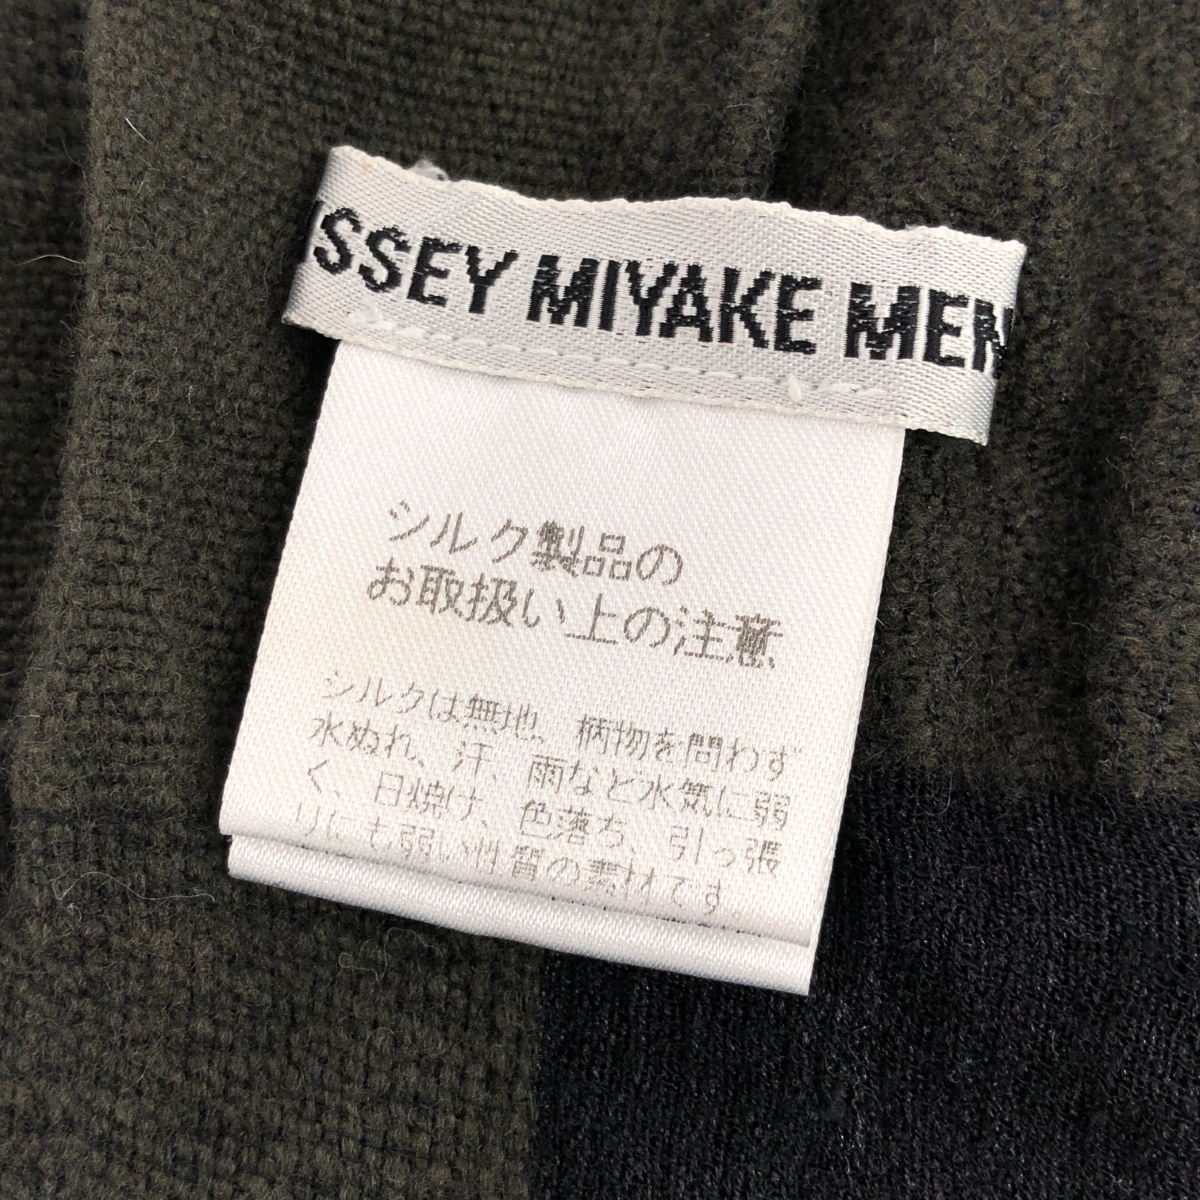 ISSEY MIYAKE MEN
シルク製品の
お取扱い上の注意
シルクは無地、柄物を問わず
水ぬれ、汗、雨など水気に弱
く、日焼け、色落ち、引っ張
りにも弱い性質の素材です。